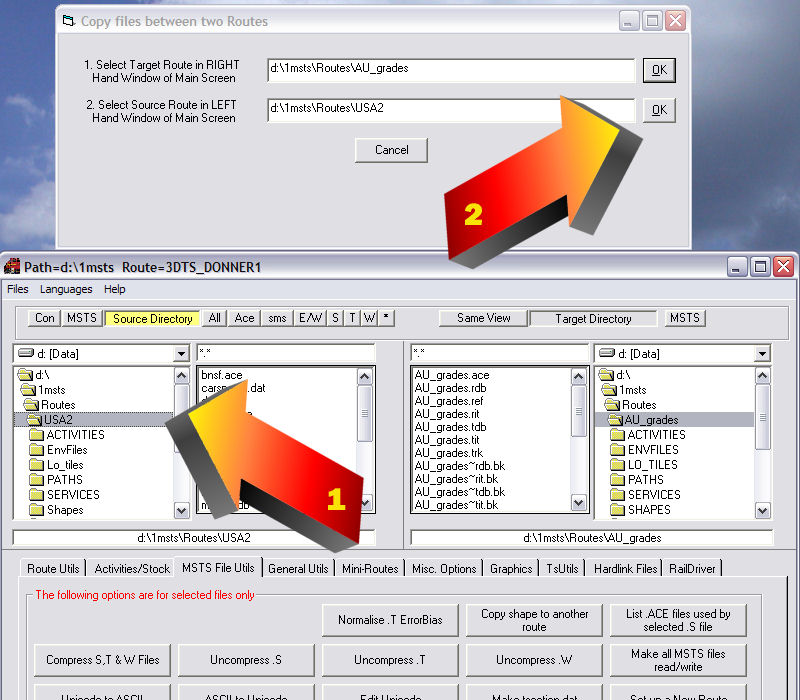 Copy files between two Routes
1. Select Target Route in RIGHT
Hand Window of Main Screen
d:\1msts\Routes\AU_grades
OK
2. Select Source Route in LEFT
Hand Window of Main Screen
d:\1msts\Routes\USA2
OK
Cancel
2
Path=d:\1msts Route=3DTS_DONNER1
Files Languages Help
Con MSTS Source Directory All Ace sms E/W S T W * Same View Target Directory MSTS
d: [Data] *.* *.* d: [Data]
d:\
1msts
Routes
USA2
ACTIVITIES
EnvFiles
Lo_tiles
PATHS
SERVICES
Shapes
bnsf.ace
1
AU_grades.ace
AU_grades.rdb
AU_grades.ref
AU_grades.rit
AU_grades.tdb
AU_grades.tit
AU_grades.trk
AU_grades~rdb.bk
AU_grades~rit.bk
AU_grades~tdb.bk
AU_grades~tit.bk
d:\
1msts
Routes
AU_grades
ACTIVITIES
ENVFILES
LO_TILES
PATHS
SERVICES
SHAPES
d:\1msts\Routes\USA2 d:\1msts\Routes\AU_grades
Route Utils Activities/Stock MSTS File Utils General Utils Mini-Routes Misc. Options Graphics TsUtils Hardlink Files RailDriver
The following options are for selected files only
Normalise .T ErrorBias
Copy shape to another
route
List .ACE files used by
selected .S file
Compress S,T & W Files
Uncompress .S
Uncompress .T
Uncompress .W
Make all MSTS files
read/write
Unicode to ASCII
ASCII to Unicode
Edit Unicode
Make tsection.dat
Set up a New Route